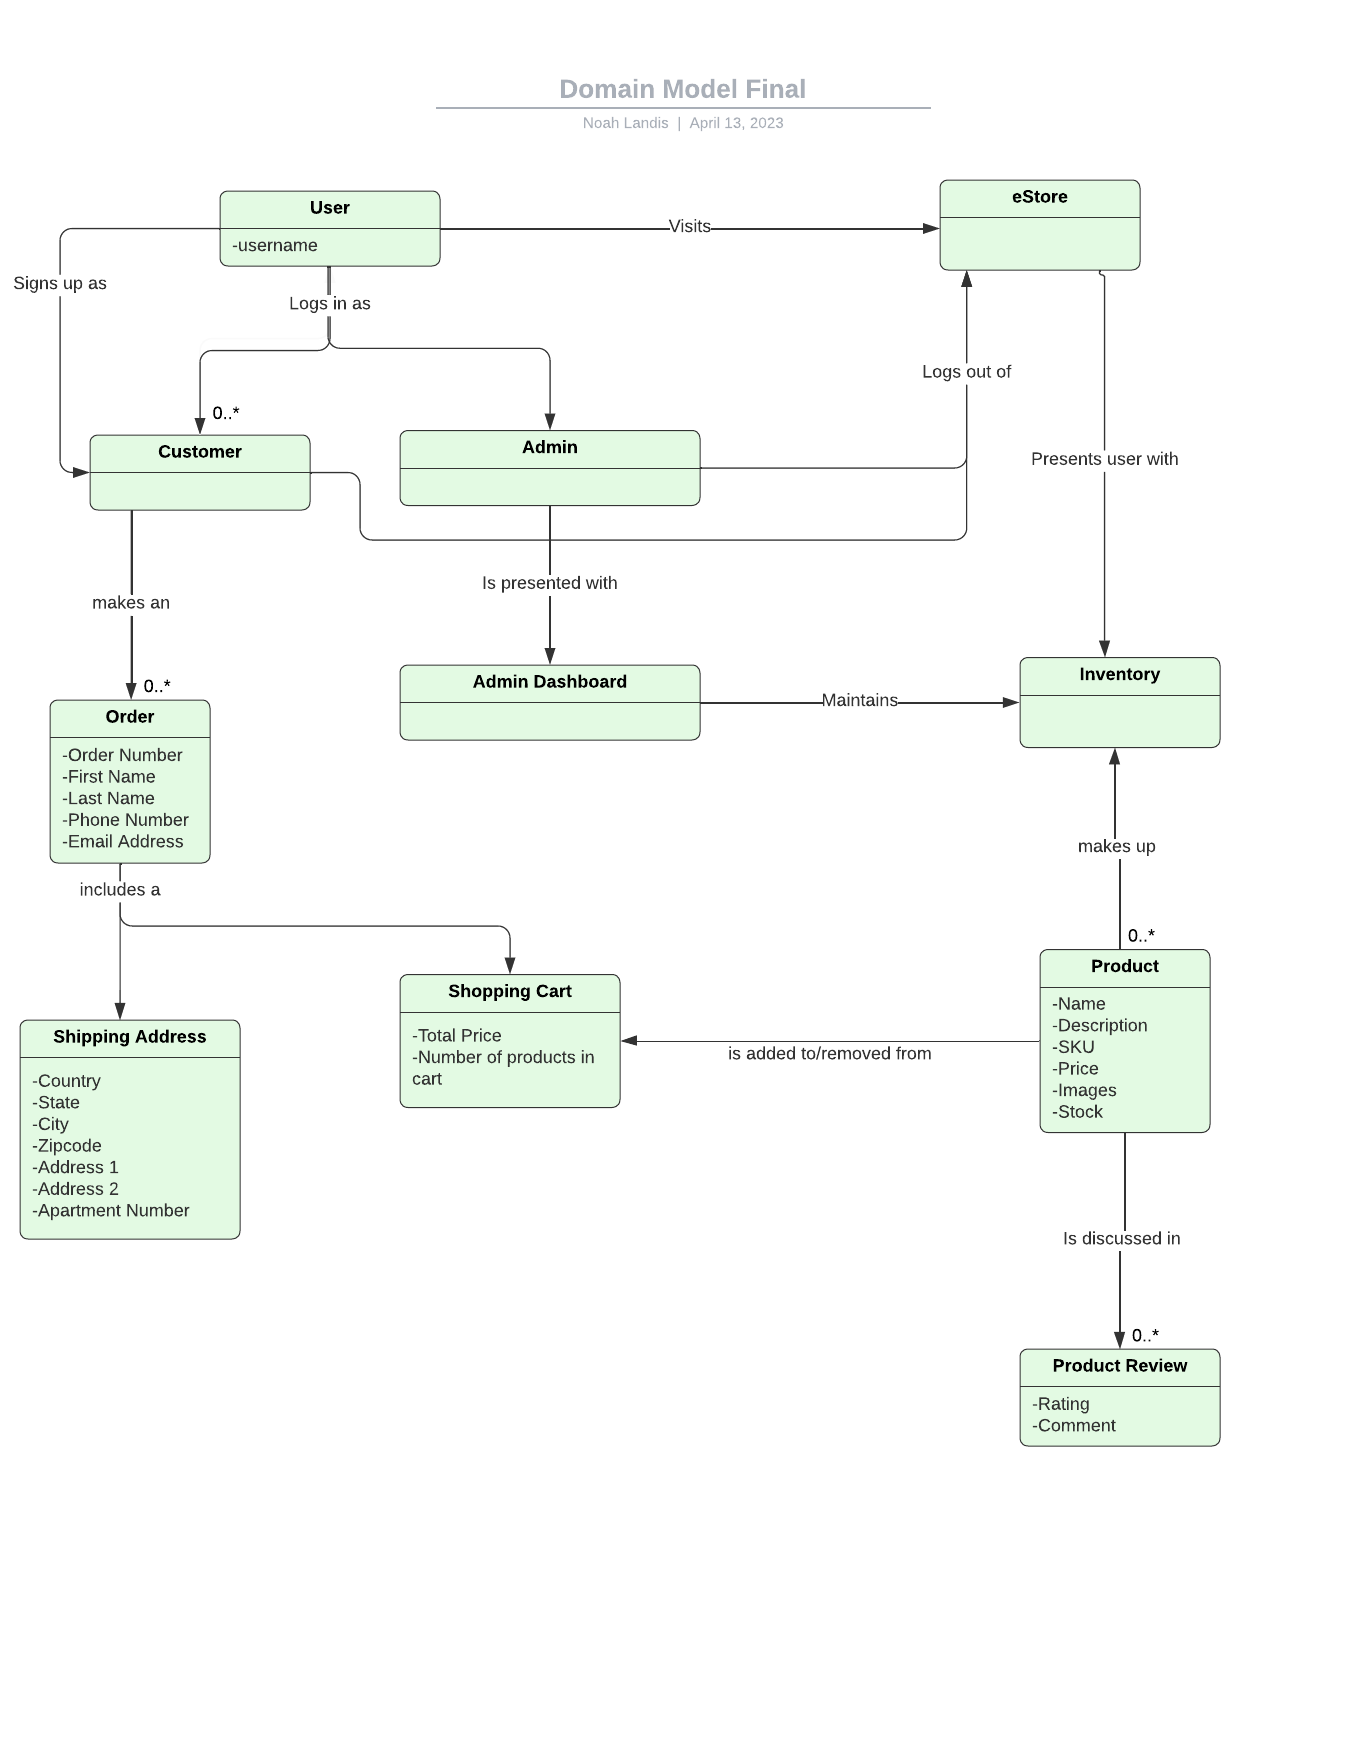 Domain Model Final
Noah Landis | April 13, 2023
User
-username
Visits
eStore
Signs up as
Logs in as
Logs out of
0..*
Customer
Admin
Presents user with
makes an
Is presented with
0..*
Order
-Order Number
-First Name
-Last Name
-Phone Number
-Email Address
Admin Dashboard
Maintains
Inventory
makes up
includes a
0..*
Product
-Name
-Description
-SKU
-Price
-Images
-Stock
Shopping Cart
-Total Price
-Number of products in
cart
is added to/removed from
Shipping Address
-Country
-State
-City
-Zipcode
-Address 1
-Address 2
-Apartment Number
Is discussed in
0..*
Product Review
-Rating
-Comment